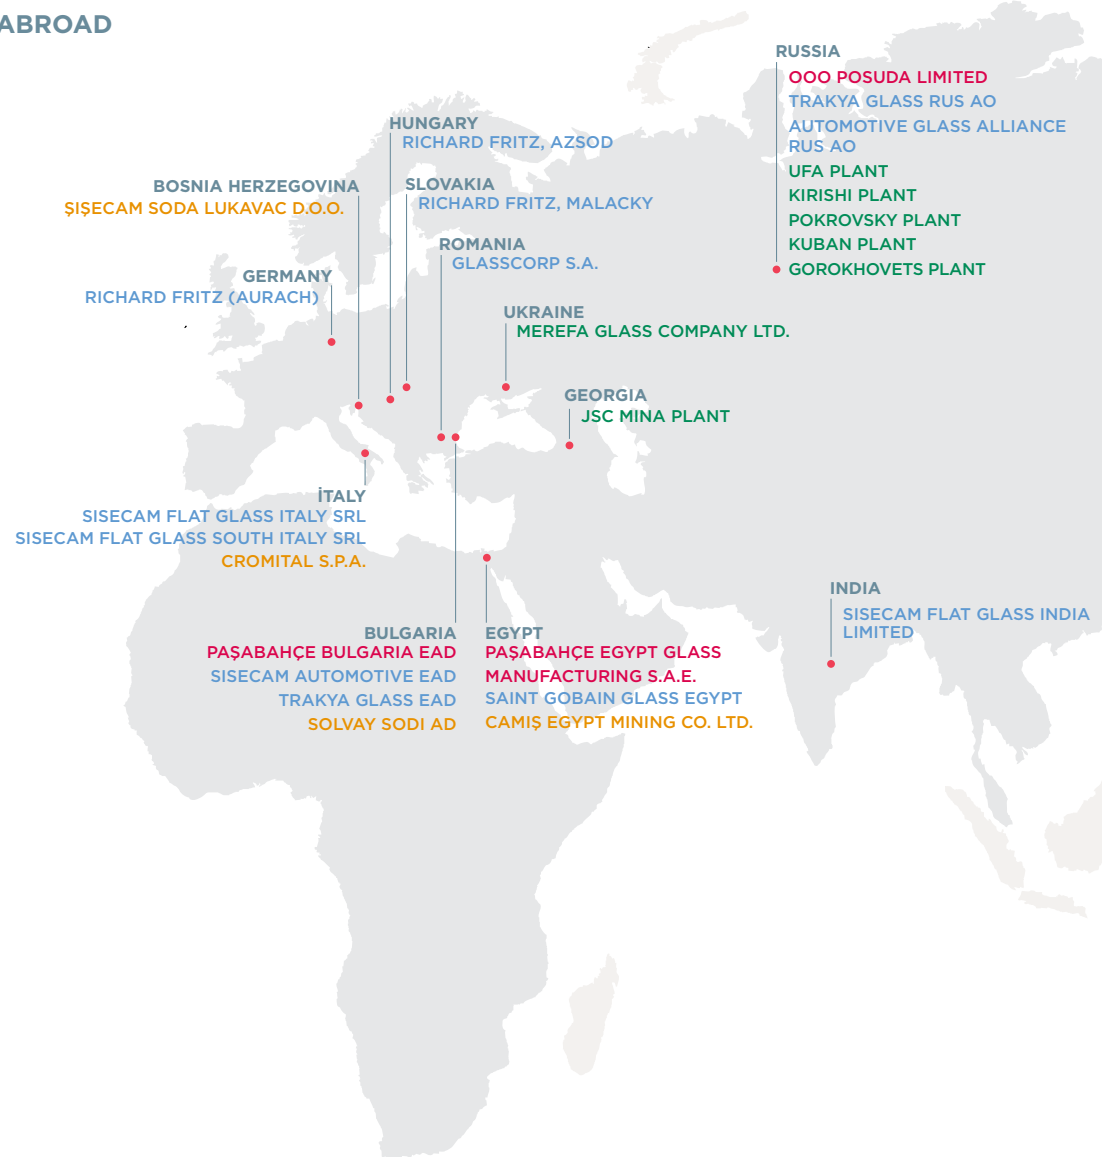 ABROAD
RUSSIA
OOO POSUDA LIMITED
TRAKYA GLASS RUS AO
AUTOMOTIVE GLASS ALLIANCE
RUS AO
UFA PLANT
KIRISHI PLANT
POKROVSKY PLANT
KUBAN PLANT
GOROKHOVETS PLANT
HUNGARY
RICHARD FRITZ, AZSOD
BOSNIA HERZEGOVINA
ŞIŞECAM SODA LUKAVAC D.O.O.
SLOVAKIA
RICHARD FRITZ, MALACKY
ROMANIA
GLASSCORP S.A.
GERMANY
RICHARD FRITZ (AURACH)
UKRAINE
MEREFA GLASS COMPANY LTD.
GEORGIA
JSC MINA PLANT
İTALY
SISECAM FLAT GLASS ITALY SRL
SISECAM FLAT GLASS SOUTH ITALY SRL
CROMITAL S.P.A.
INDIA
SISECAM FLAT GLASS INDIA
LIMITED
BULGARIA
PAŞABAHÇE BULGARIA EAD
SISECAM AUTOMOTIVE EAD
TRAKYA GLASS EAD
SOLVAY SODI AD
EGYPT
PAŞABAHÇE EGYPT GLASS
MANUFACTURING S.A.E.
SAINT GOBAIN GLASS EGYPT
CAMIŞ EGYPT MINING CO. LTD.